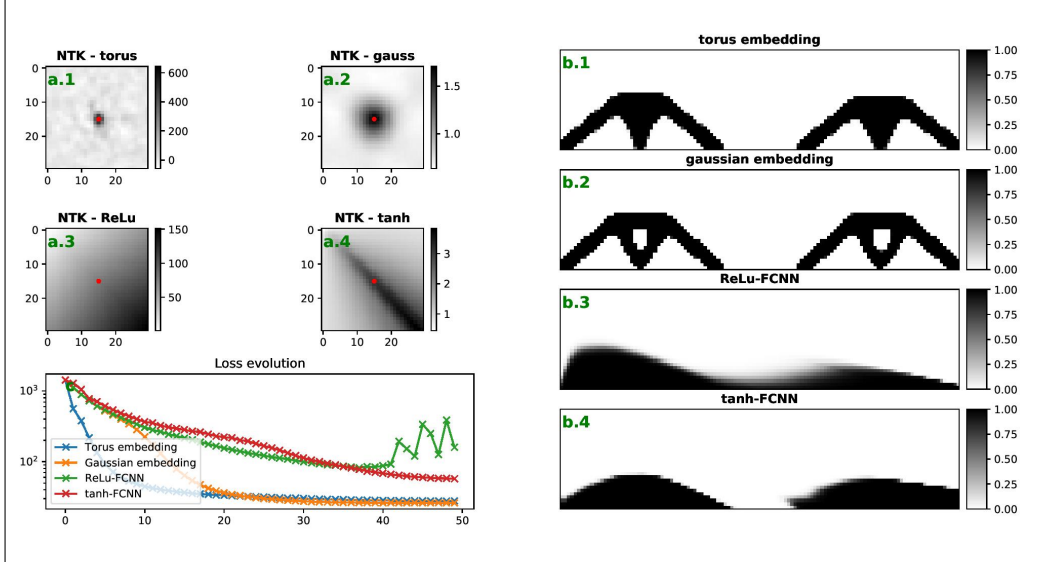 NTK - torus
a.1
0
10
20
0 10 20
600
400
200
0
NTK - gauss
a.2
0
10
20
0 10 20
1.5
1.0
NTK - ReLu
a.3
0
10
20
0 10 20
150
100
50
NTK - tanh
a.4
0
10
20
0 10 20
3
2
1
Loss evolution
10³
10²
Torus embedding
Gaussian embedding
ReLu-FCNN
tanh-FCNN
0 10 20 30 40 50
torus embedding
b.1
1.00
0.75
0.50
0.25
0.00
gaussian embedding
b.2
1.00
0.75
0.50
0.25
0.00
ReLu-FCNN
b.3
1.00
0.75
0.50
0.25
0.00
tanh-FCNN
b.4
1.00
0.75
0.50
0.25
0.00